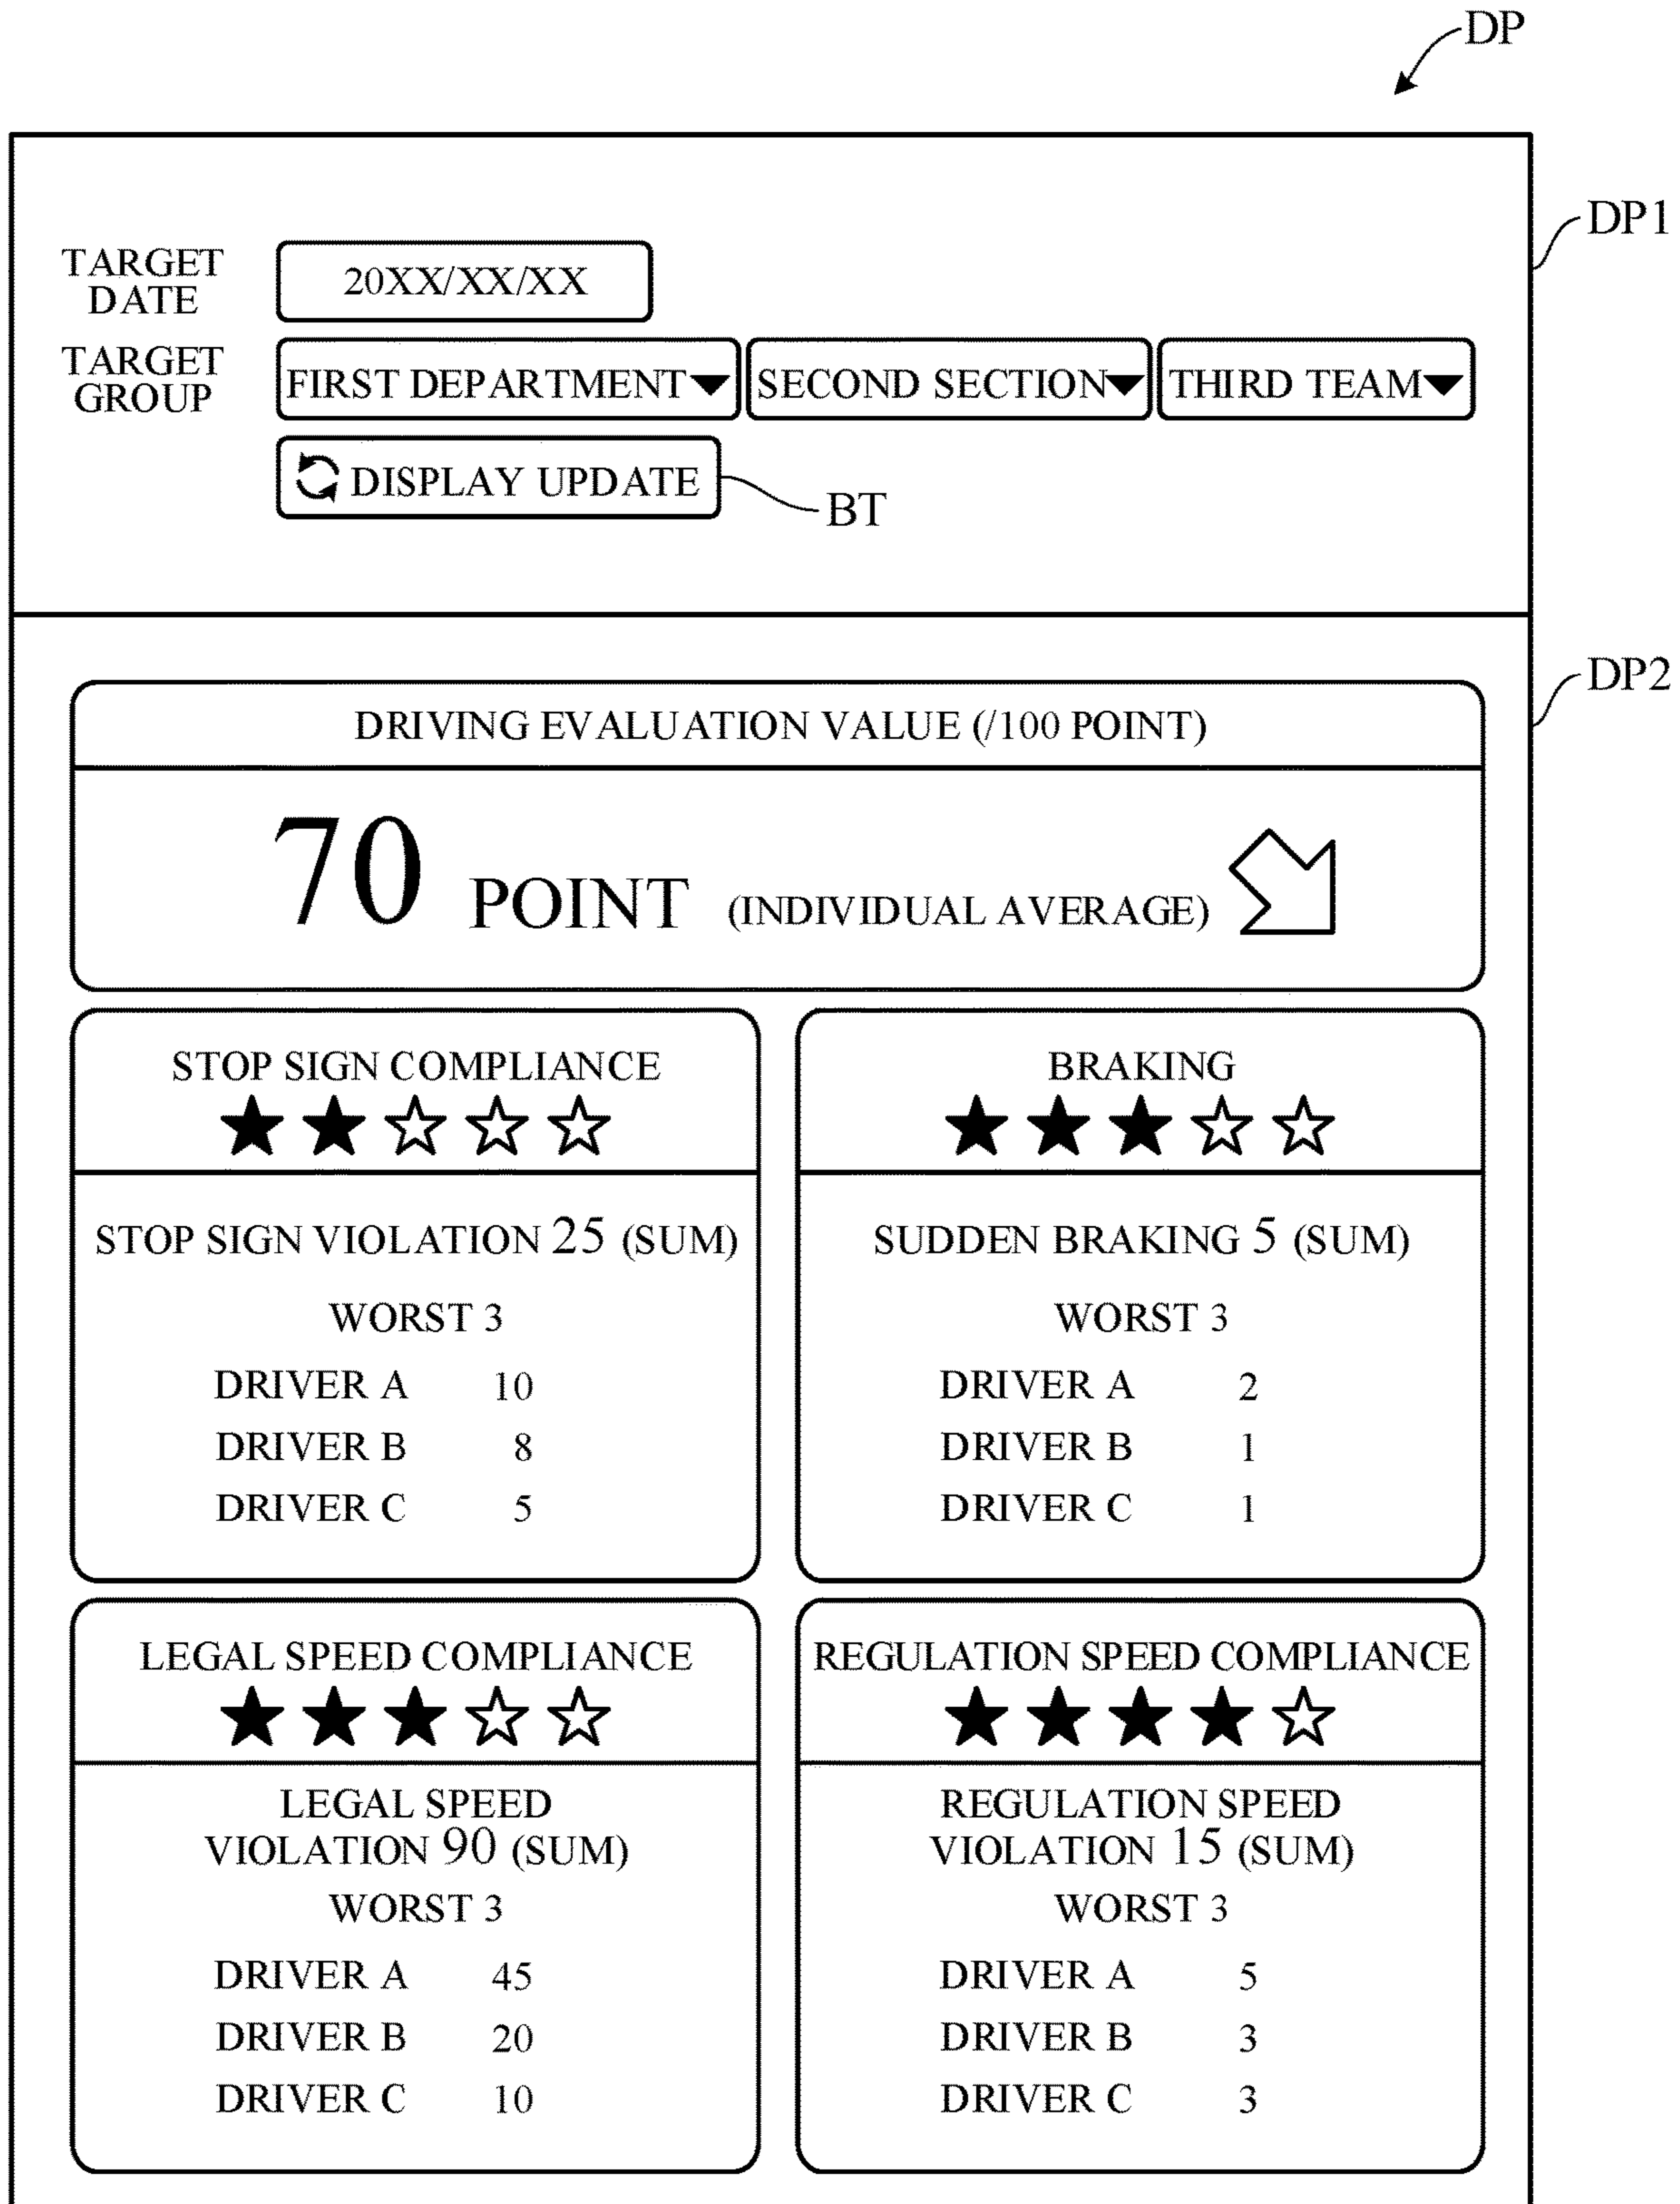 DP
DP1
TARGET
DATE
20XX/XX/XX
TARGET
GROUP
FIRST DEPARTMENT
SECOND SECTION
THIRD TEAM
DISPLAY UPDATE
BT
DP2
DRIVING EVALUATION VALUE (/100 POINT)
70 POINT (INDIVIDUAL AVERAGE)
STOP SIGN COMPLIANCE
STOP SIGN VIOLATION 25 (SUM)
WORST 3
DRIVER A 10
DRIVER B 8
DRIVER C 5
BRAKING
SUDDEN BRAKING 5 (SUM)
WORST 3
DRIVER A 2
DRIVER B 1
DRIVER C 1
LEGAL SPEED COMPLIANCE
LEGAL SPEED
VIOLATION 90 (SUM)
WORST 3
DRIVER A 45
DRIVER B 20
DRIVER C 10
REGULATION SPEED COMPLIANCE
REGULATION SPEED
VIOLATION 15 (SUM)
WORST 3
DRIVER A 5
DRIVER B 3
DRIVER C 3